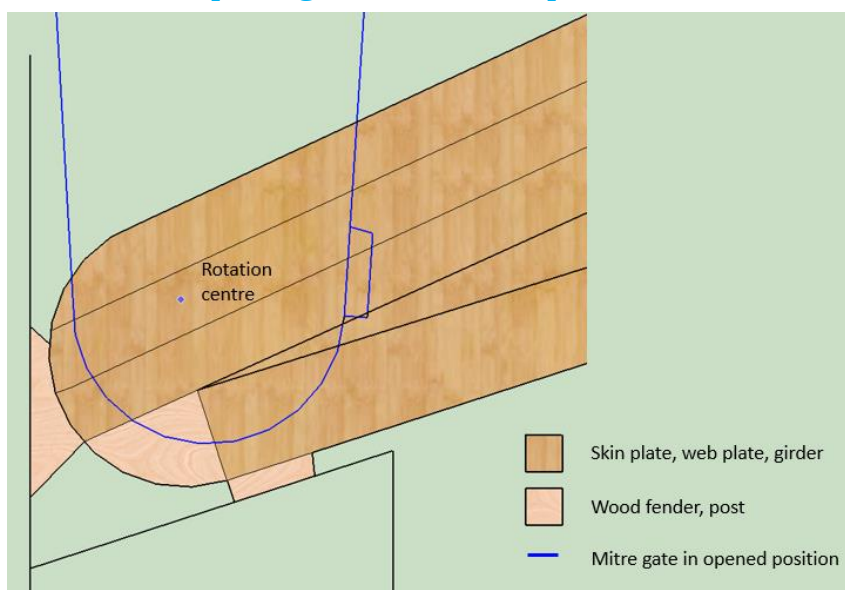 Rotation
centre
Skin plate, web plate, girder
Wood fender, post
Mitre gate in opened position